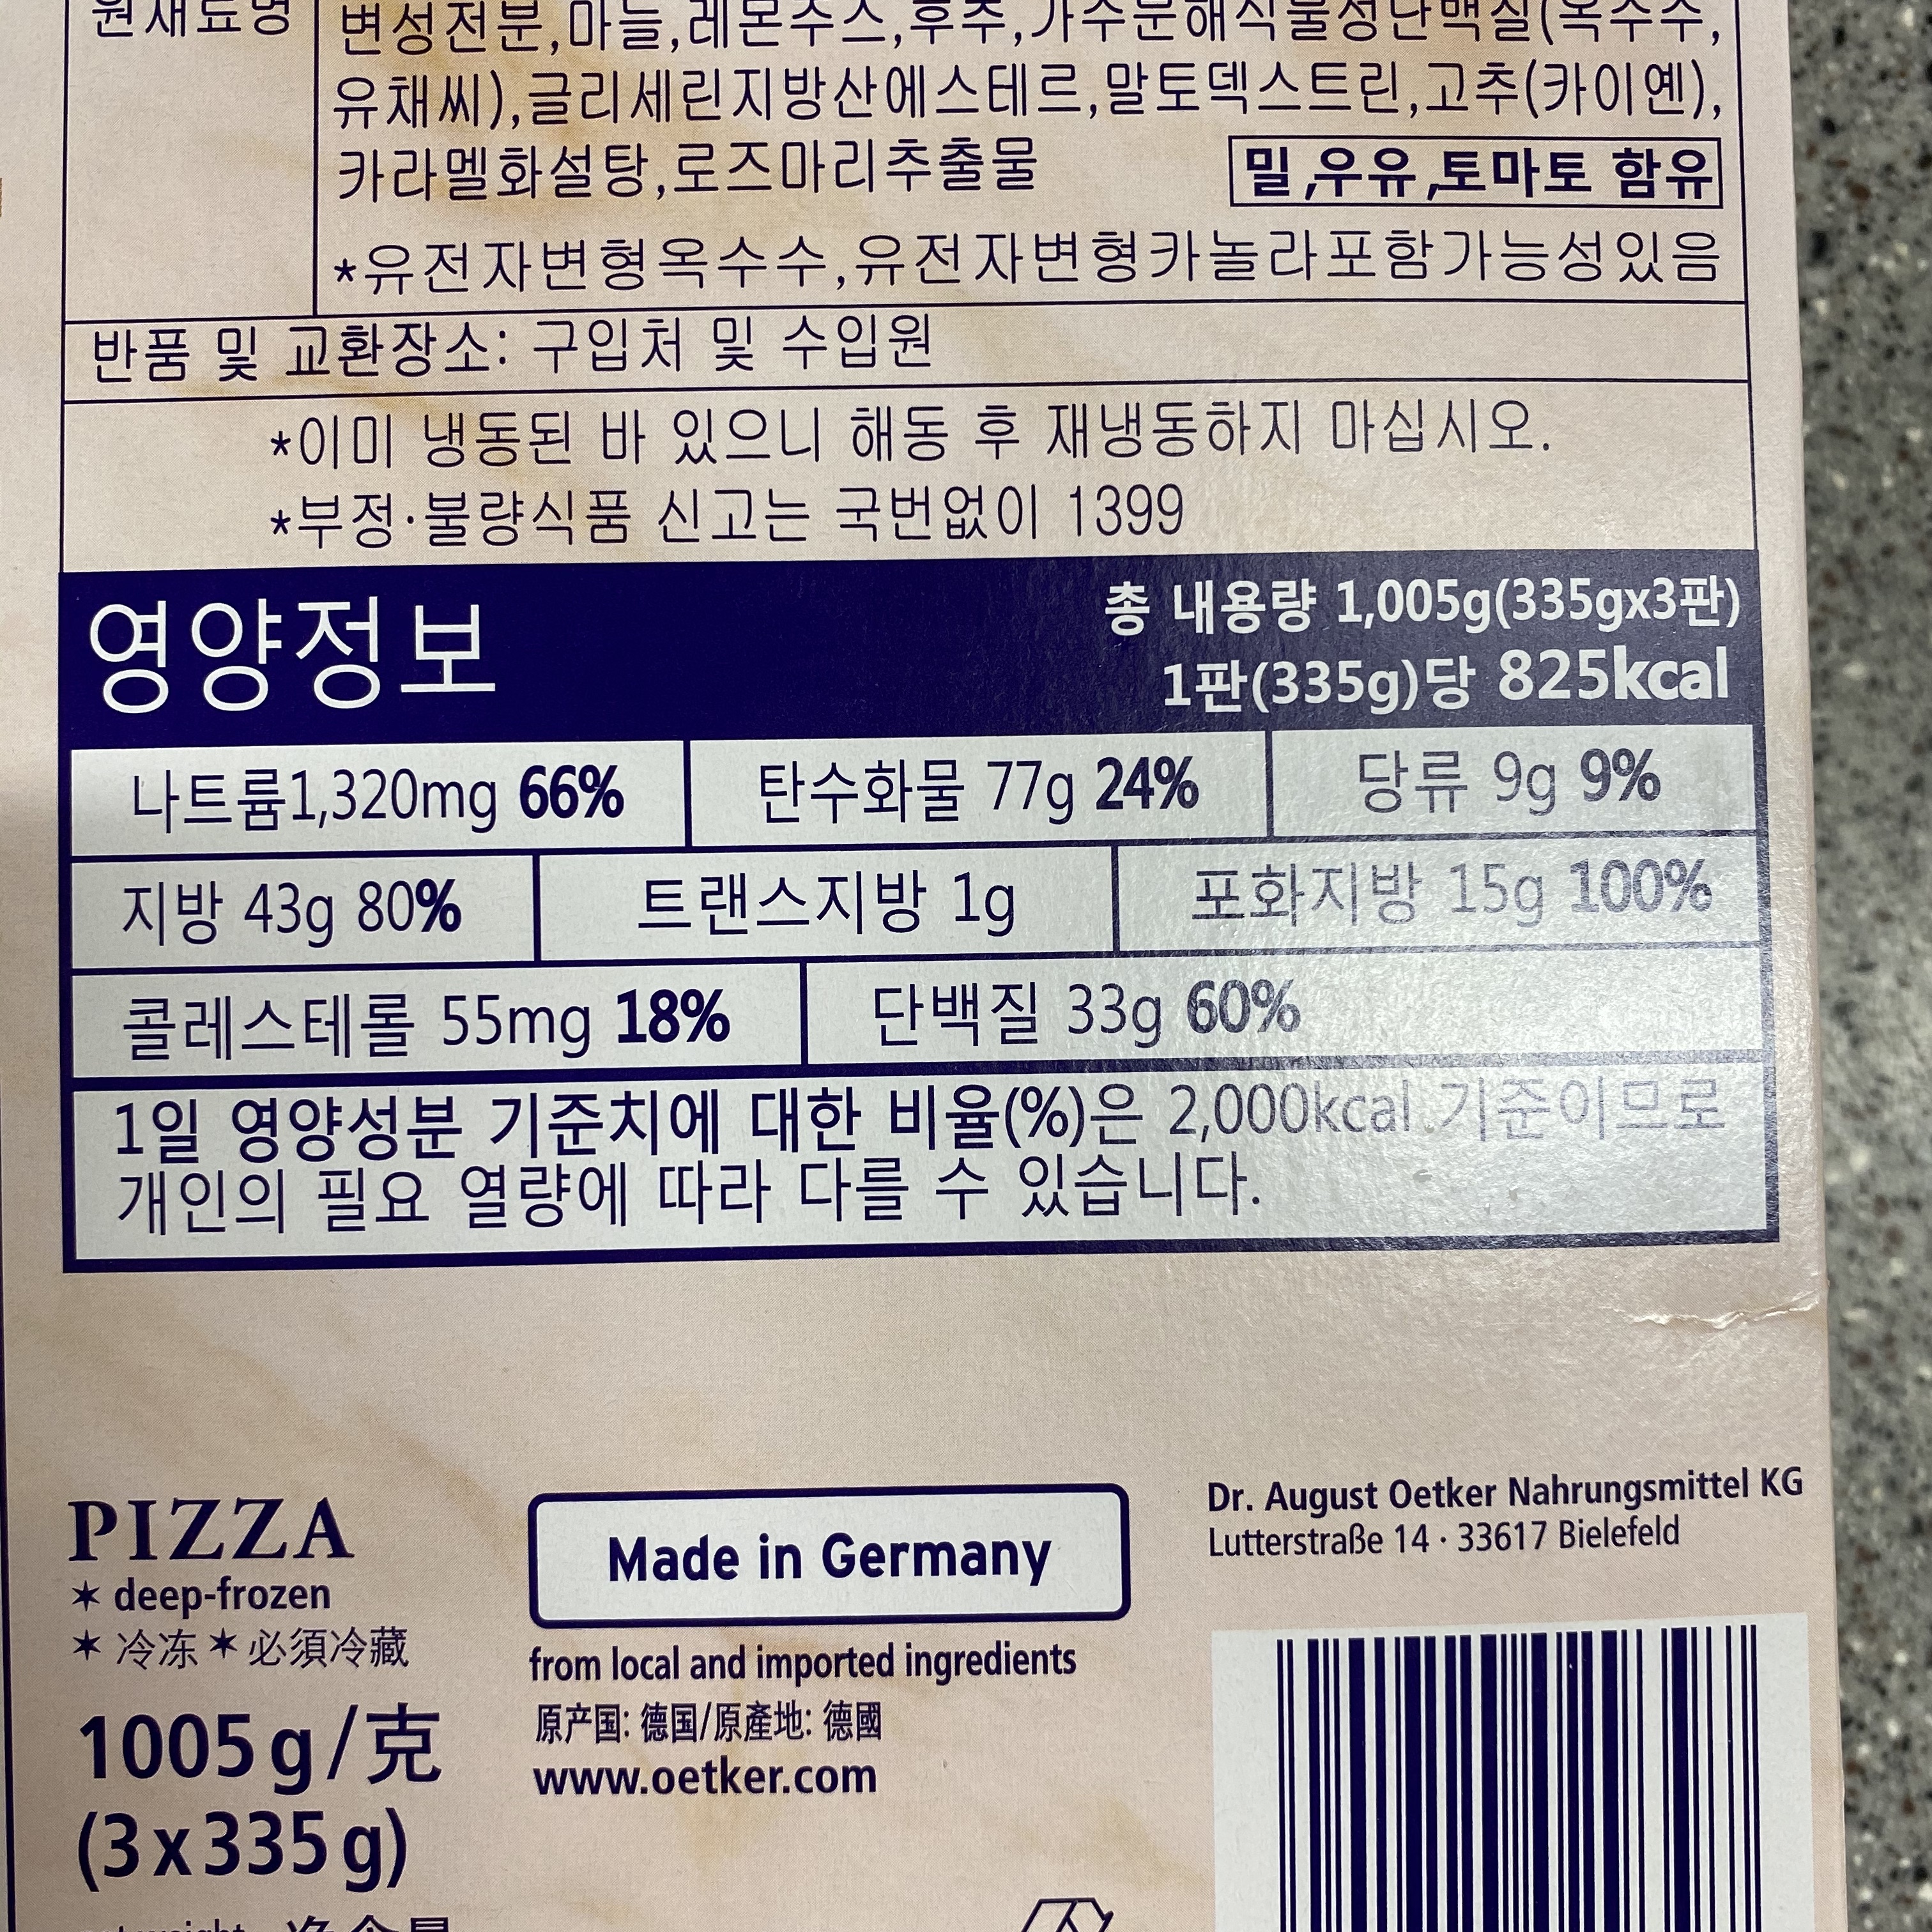 원재료명
변성전분,마늘,레몬주스,후추,가수분해식물성단백질(옥수수,
유채씨),글리세린지방산에스테르,말토덱스트린,고추(카이옌),
카라멜화설탕,로즈마리추출물
밀,우유,토마토 함유
*유전자변형옥수수,유전자변형카놀라포함가능성있음
반품 및 교환장소: 구입처 및 수입원
*이미 냉동된 바 있으니 해동 후 재냉동하지 마십시오.
*부정·불량식품 신고는 국번없이 1399
영양정보
총 내용량 1,005g(335gx3판)
1판(335g)당 825kcal
나트륨1,320mg 66%
탄수화물 77g 24%
당류 9g 9%
지방 43g 80%
트랜스지방 1g
포화지방 15g 100%
콜레스테롤 55mg 18%
단백질 33g 60%
1일 영양성분 기준치에 대한 비율(%)은 2,000kcal 기준이므로
개인의 필요 열량에 따라 다를 수 있습니다.
PIZZA
✶ deep-frozen
✶ 冷冻 ✶ 必須冷藏
1005 g/克
(3 x 335 g)
Made in Germany
from local and imported ingredients
原产国: 德国/原產地: 德國
www.oetker.com
Dr. August Oetker Nahrungsmittel KG
Lutterstraße 14 · 33617 Bielefeld